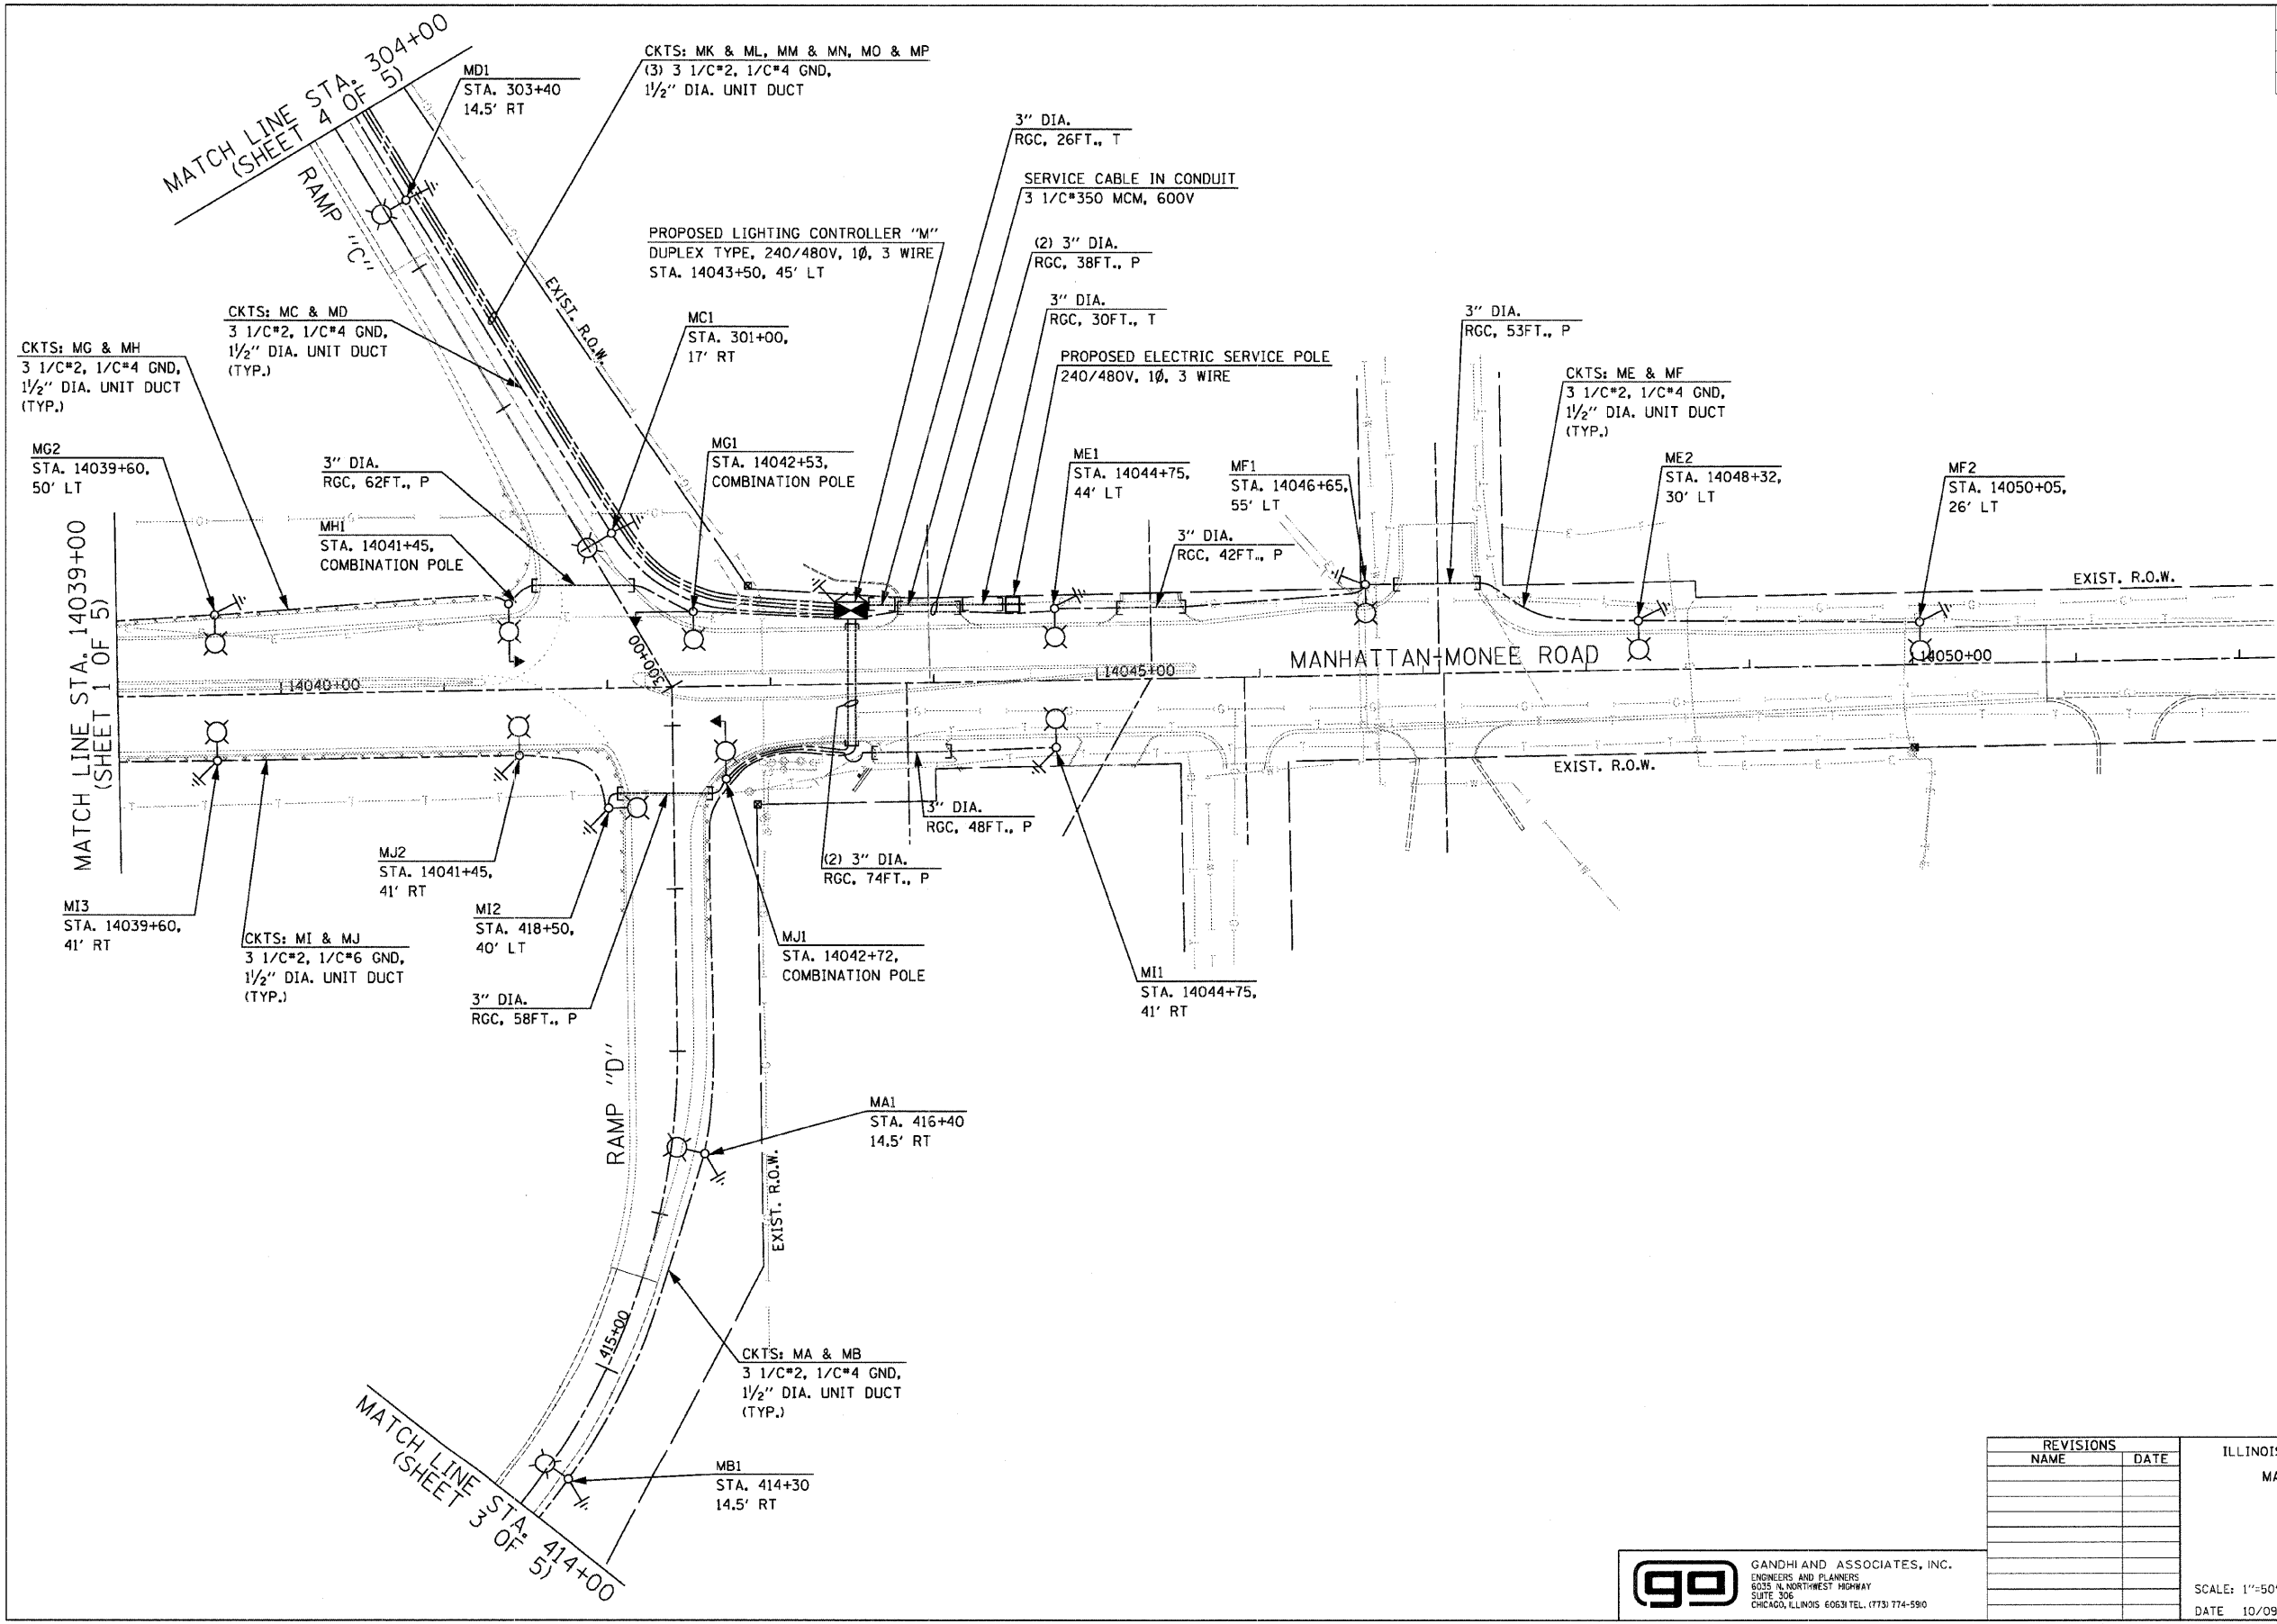 MATCH LINE STA. 304+00
(SHEET 4 OF 5)
MD1
STA. 303+40
14.5' RT
CKTS: MK & ML, MM & MN, MO & MP
(3) 3 1/C#2, 1/C#4 GND,
1½" DIA. UNIT DUCT
3" DIA.
RGC, 26FT., T
SERVICE CABLE IN CONDUIT
3 1/C#350 MCM, 600V
RAMP "C"
EXIST. R.O.W.
PROPOSED LIGHTING CONTROLLER "M"
DUPLEX TYPE, 240/480V, 1Ø, 3 WIRE
STA. 14043+50, 45' LT
(2) 3" DIA.
RGC, 38FT., P
3" DIA.
RGC, 30FT., T
PROPOSED ELECTRIC SERVICE POLE
240/480V, 1Ø, 3 WIRE
3" DIA.
RGC, 53FT., P
CKTS: ME & MF
3 1/C#2, 1/C#4 GND,
1½" DIA. UNIT DUCT
(TYP.)
CKTS: MC & MD
3 1/C#2, 1/C#4 GND,
1½" DIA. UNIT DUCT
(TYP.)
MC1
STA. 301+00,
17' RT
CKTS: MG & MH
3 1/C#2, 1/C#4 GND,
1½" DIA. UNIT DUCT
(TYP.)
MG2
STA. 14039+60,
50' LT
3" DIA.
RGC, 62FT., P
MH1
STA. 14041+45,
COMBINATION POLE
MG1
STA. 14042+53,
COMBINATION POLE
ME1
STA. 14044+75,
44' LT
MF1
STA. 14046+65,
55' LT
3" DIA.
RGC, 42FT., P
ME2
STA. 14048+32,
30' LT
MF2
STA. 14050+05,
26' LT
EXIST. R.O.W.
MATCH LINE STA. 14039+00
(SHEET 1 OF 5)
14040+00
300+00
14045+00
MANHATTAN-MONEE ROAD
14050+00
EXIST. R.O.W.
MI3
STA. 14039+60,
41' RT
CKTS: MI & MJ
3 1/C#2, 1/C#6 GND,
1½" DIA. UNIT DUCT
(TYP.)
MJ2
STA. 14041+45,
41' RT
MI2
STA. 418+50,
40' LT
3" DIA.
RGC, 58FT., P
MJ1
STA. 14042+72,
COMBINATION POLE
(2) 3" DIA.
RGC, 74FT., P
3" DIA.
RGC, 48FT., P
MI1
STA. 14044+75,
41' RT
RAMP "D"
MA1
STA. 416+40
14.5' RT
EXIST. R.O.W.
415+00
CKTS: MA & MB
3 1/C#2, 1/C#4 GND,
1½" DIA. UNIT DUCT
(TYP.)
MB1
STA. 414+30
14.5' RT
MATCH LINE STA. 414+00
(SHEET 3 OF 5)
REVISIONS
NAME DATE
ILLINOIS
MA
SCALE: 1"=50'
DATE 10/09
GANDHI AND ASSOCIATES, INC.
ENGINEERS AND PLANNERS
6035 N. NORTHWEST HIGHWAY
SUITE 306
CHICAGO, ILLINOIS 60631 TEL. (773) 774-5910